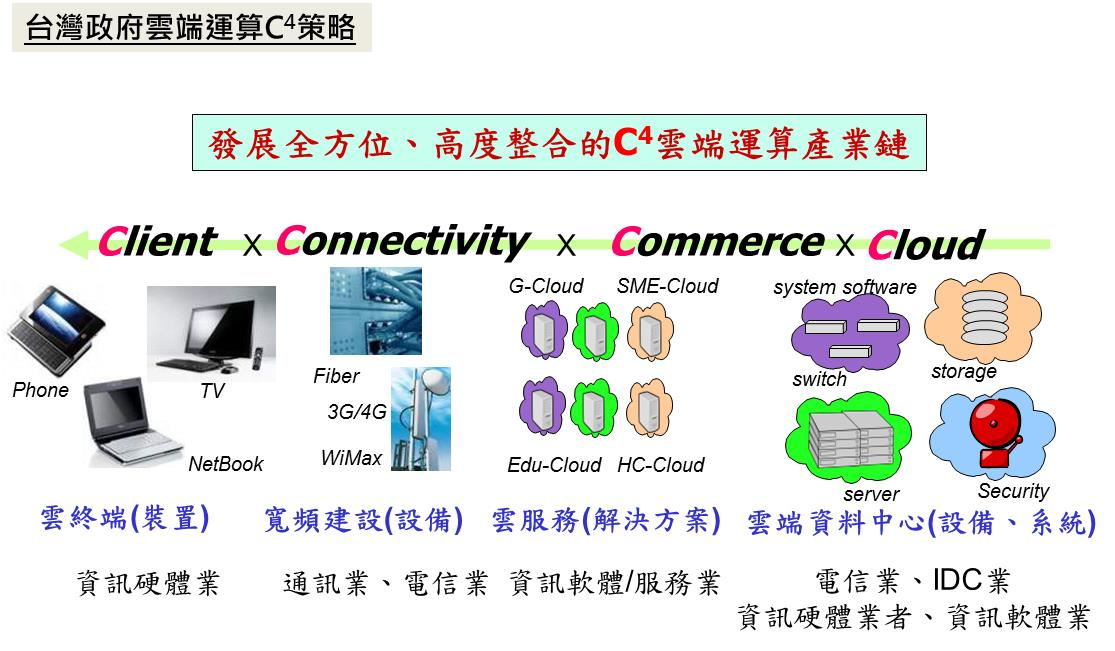 台灣政府雲端運算C⁴策略
發展全方位、高度整合的C⁴雲端運算產業鏈
Client X Connectivity X Commerce X Cloud
Phone
TV
NetBook
Fiber
3G/4G
WiMax
G-Cloud SME-Cloud
Edu-Cloud HC-Cloud
system software
switch
storage
server
Security
雲終端(裝置) 寬頻建設(設備) 雲服務(解決方案) 雲端資料中心(設備、系統)
資訊硬體業 通訊業、電信業 資訊軟體/服務業 電信業、IDC業
資訊硬體業者、資訊軟體業